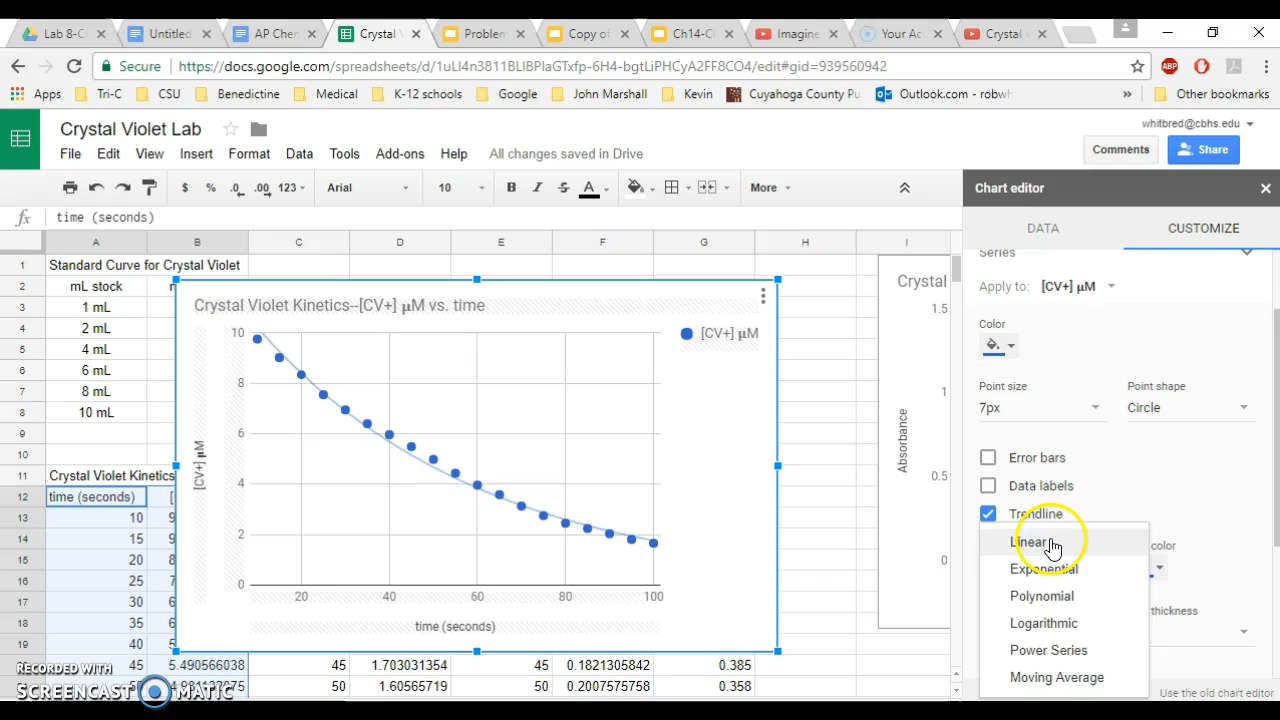 Lab 8-C
Untitled
AP Chen
Crystal V
Problem
Copy of
Ch14-Cl
Imagine
Your Ac
Crystal
Secure
https://docs.google.com/spreadsheets/d/1uLI4n3811BLIBPIaGTxfp-6H4-bgtLiPHCyA2FF8CO4/edit#gid=939560942
Apps
Tri-C
CSU
Benedictine
Medical
K-12 schools
Google
John Marshall
Kevin
Cuyahoga County Pu
Outlook.com - robwh
»
Other bookmarks
Crystal Violet Lab
whitbred@cbhs.edu
File Edit View Insert Format Data Tools Add-ons Help All changes saved in Drive
Comments
Share
$ % .0 .00 123
Arial
10
B I S A
More
Chart editor
fx time (seconds)
DATA
CUSTOMIZE
A B C D E F G H I
1 Standard Curve for Crystal Violet
2 mL stock
3 1 mL
4 2 mL
5 4 mL
6 6 mL
7 8 mL
8 10 mL
9
10
11 Crystal Violet Kinetics
12 time (seconds) [
13 10 9
14 15 9
15 20 8
16 25 7
17 30 6
18 35 6
19 40 5
45 5.490566038 45 1.703031354 45 0.1821305842 0.385
50 50 1.60565719 50 0.2007575758 0.358
Crystal Violet Kinetics--[CV+] µM vs. time
[CV+] µM
10
8
6
4
2
0
20 40 60 80 100
time (seconds)
[CV+] µM
Crystal
1.5
1
0.5
0
Absorbance
Series
Apply to: [CV+] µM
Color
Point size
Point shape
7px
Circle
Error bars
Data labels
Trendline
Linear
color
Exponential
Polynomial
thickness
Logarithmic
Power Series
Moving Average
Use the old chart editor
RECORDED WITH
SCREENCAST MATIC